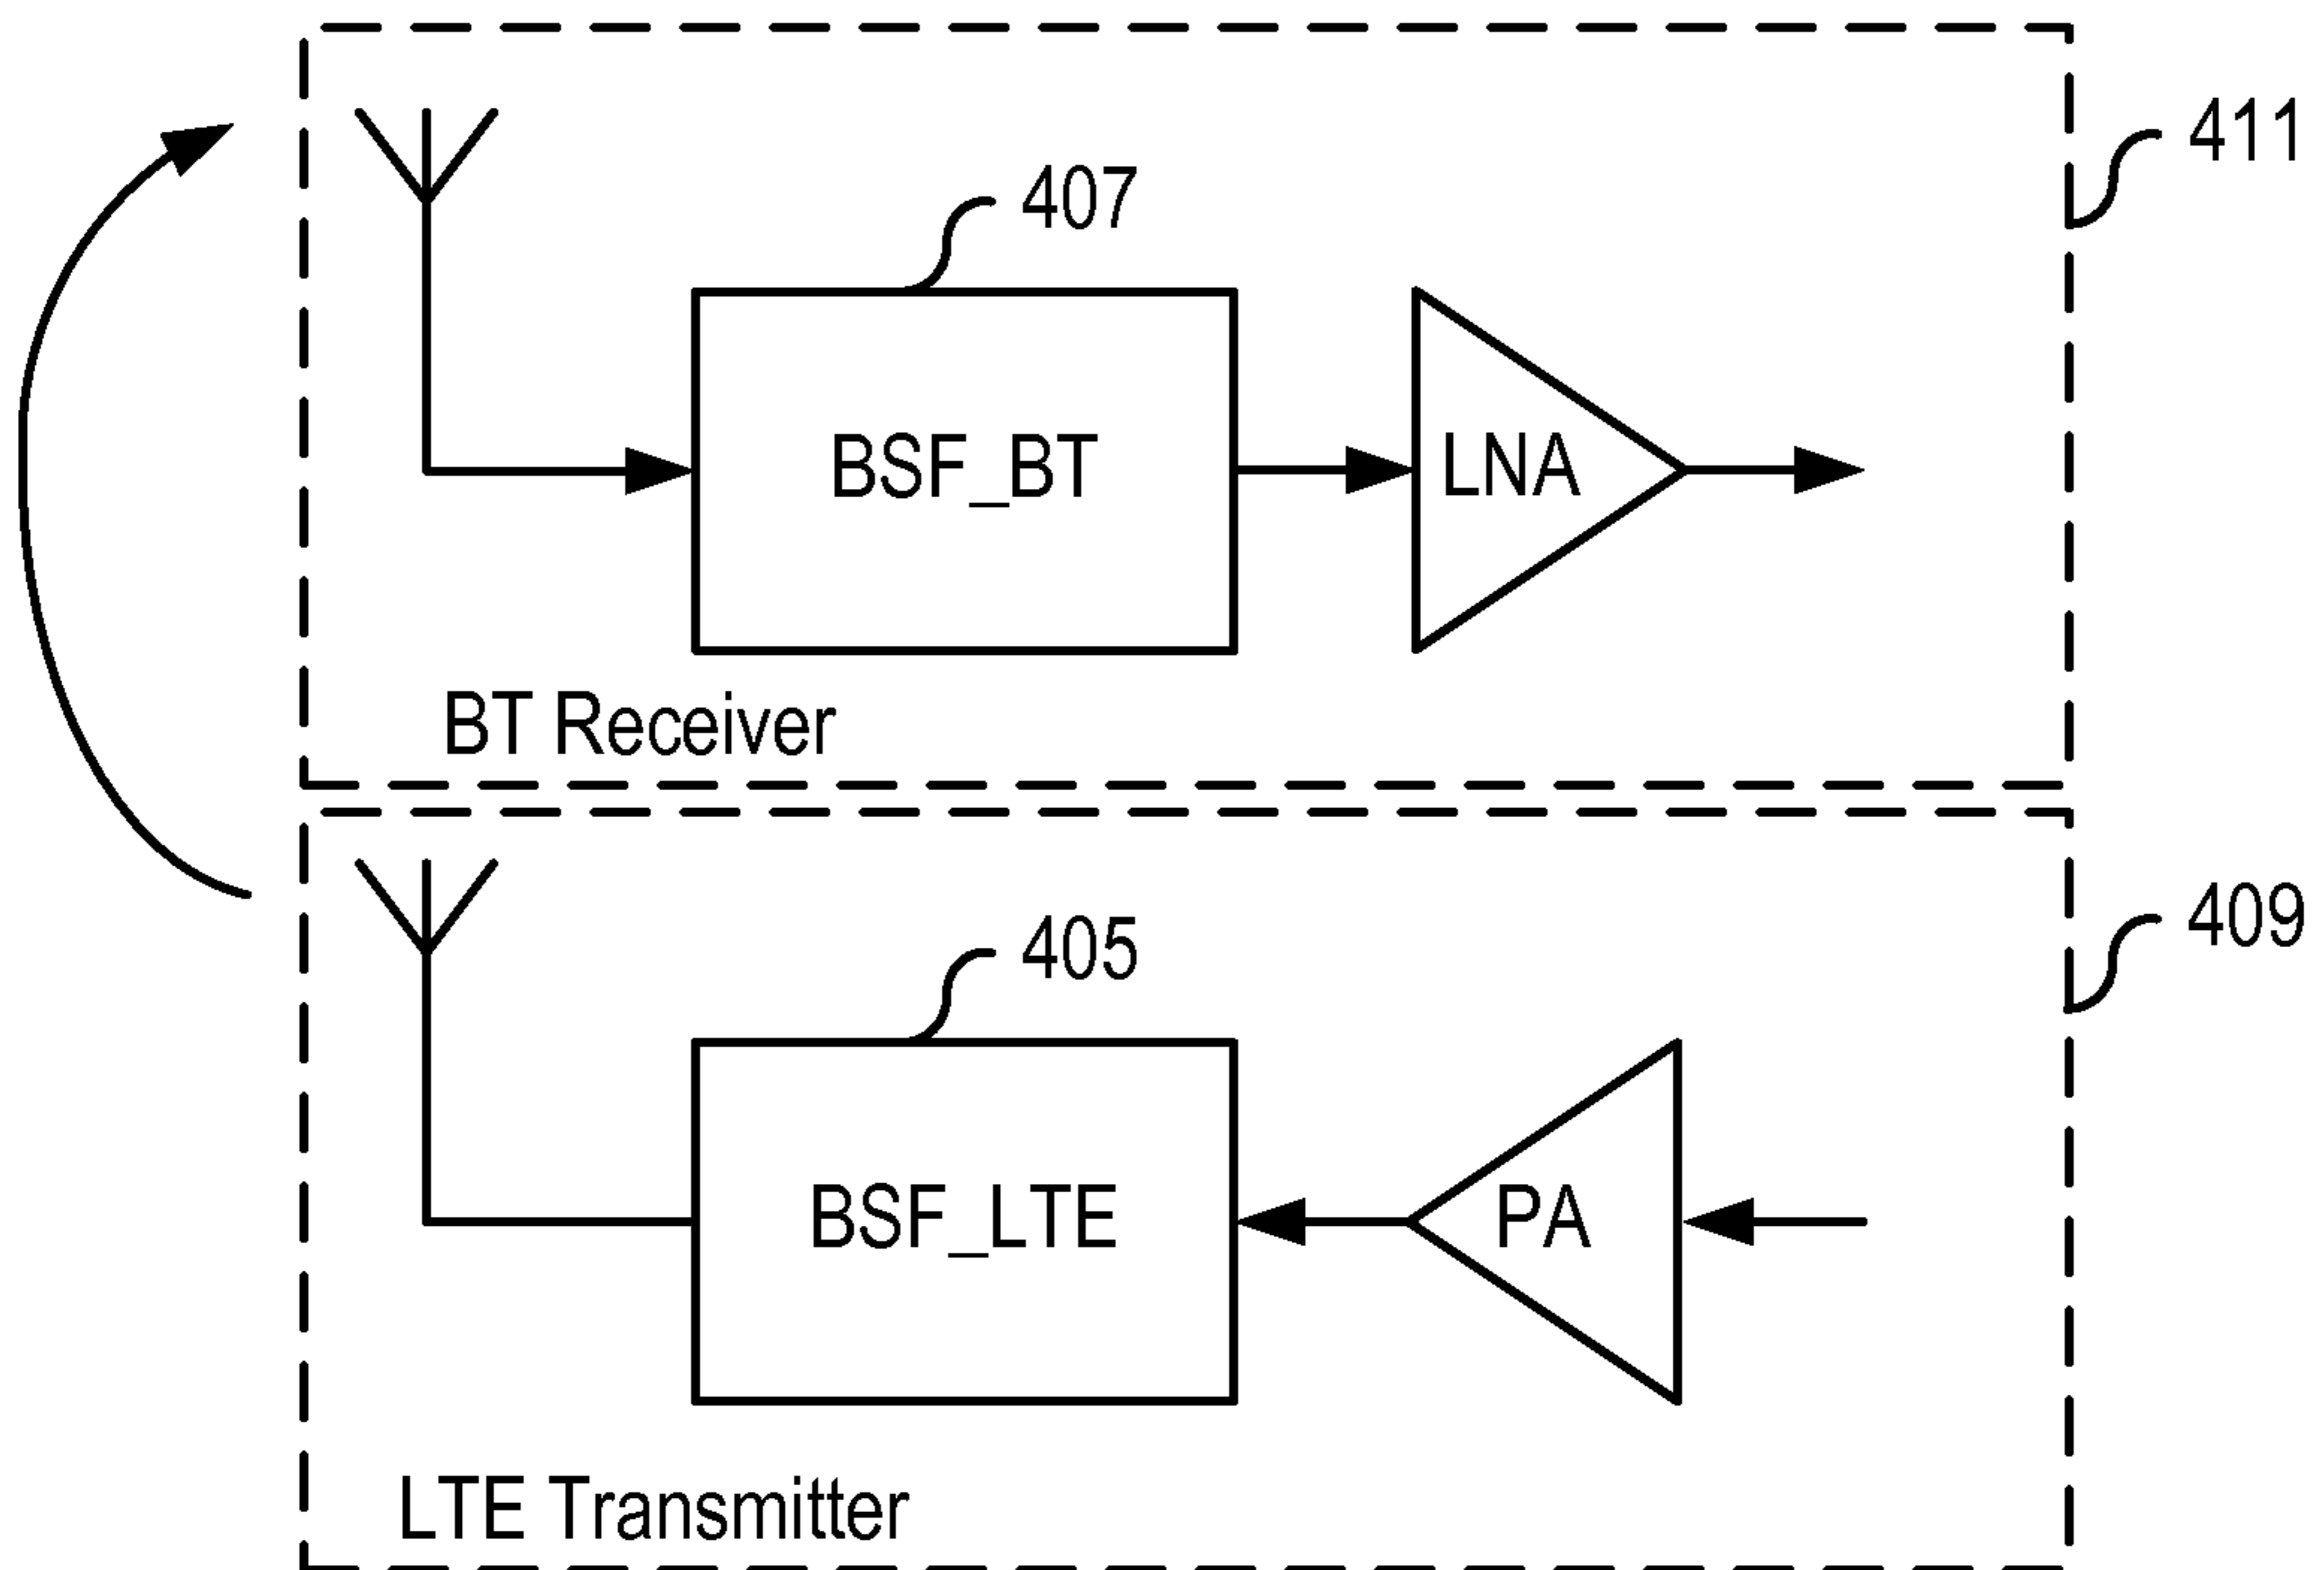 411
407
BSF_BT
LNA
BT Receiver
409
405
BSF_LTE
PA
LTE Transmitter